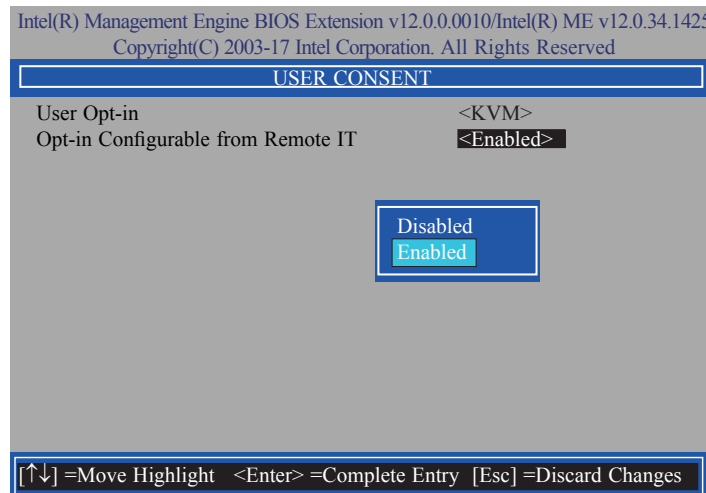 Intel(R) Management Engine BIOS Extension v12.0.0.0010/Intel(R) ME v12.0.34.1425
Copyright(C) 2003-17 Intel Corporation. All Rights Reserved
USER CONSENT
User Opt-in <KVM>
Opt-in Configurable from Remote IT <Enabled>
Disabled
Enabled
[↑↓] =Move Highlight <Enter> =Complete Entry [Esc] =Discard Changes